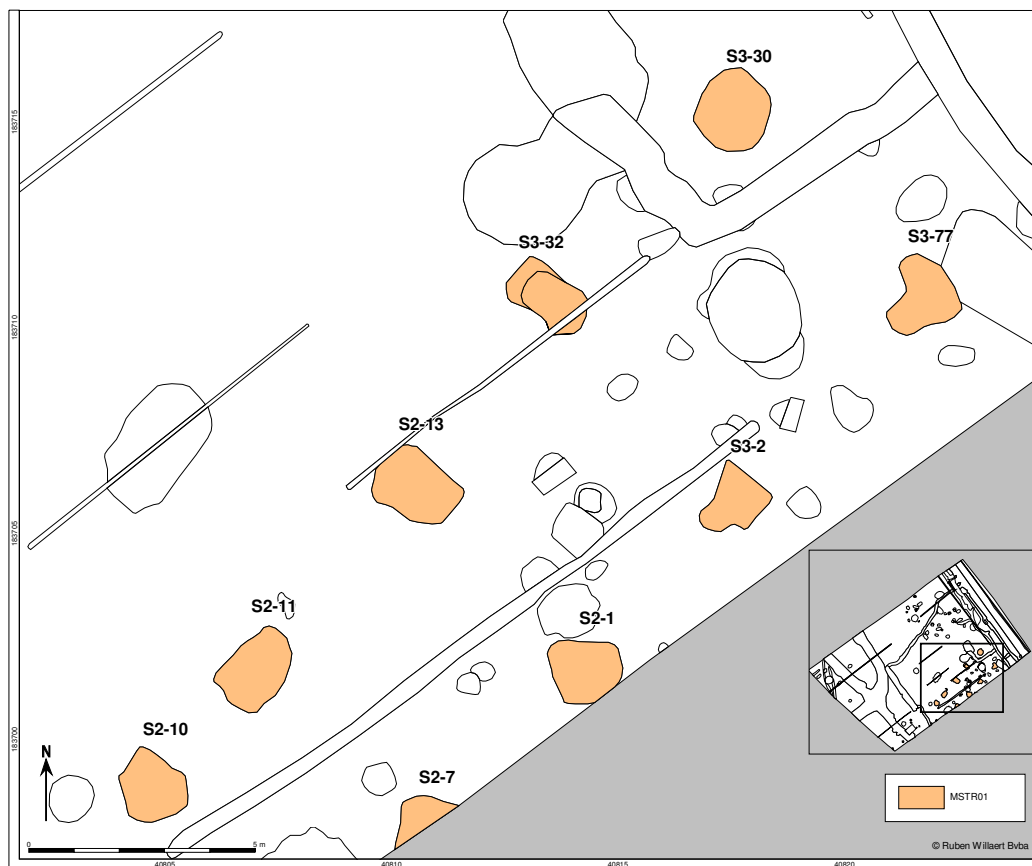 S3-30
183715
S3-77
S3-32
183710
S2-13
S3-2
183705
S2-11
S2-1
183700
S2-10
S2-7
N
MSTR01
0
5 m
© Ruben Willaert Bvba
40805
40810
40815
40820